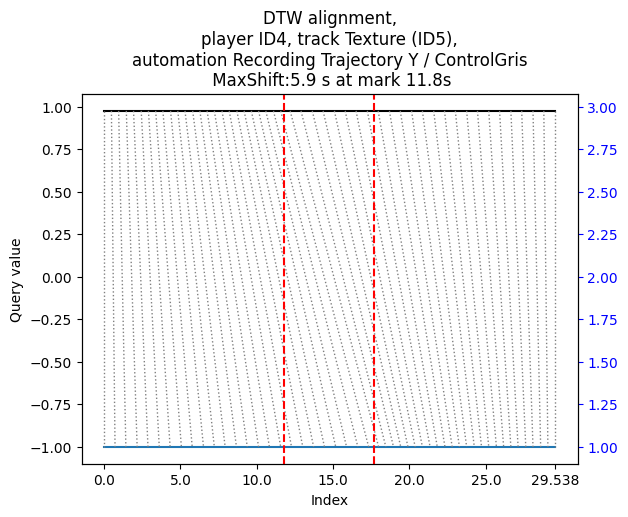 DTW alignment,
player ID4, track Texture (ID5),
automation Recording Trajectory Y / ControlGris
MaxShift:5.9 s at mark 11.8s
1.00
0.75
0.50
0.25
0.00
−0.25
−0.50
−0.75
−1.00
Query value
3.00
2.75
2.50
2.25
2.00
1.75
1.50
1.25
1.00
0.0 5.0 10.0 15.0 20.0 25.0 29.538
Index